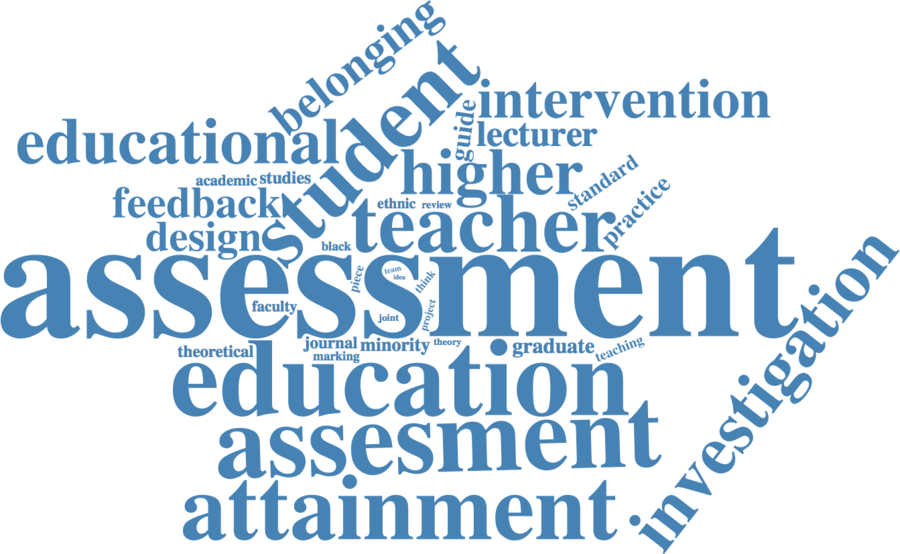 belonging
student
intervention
guide
lecturer
educational
higher
academic
studies
standard
feedback
ethnic
review
practice
teacher
design
black
assessment
piece
team
idea
think
project
joint
faculty
investigation
theoretical
journal
minority
theory
graduate
teaching
marking
education
assesment
attainment